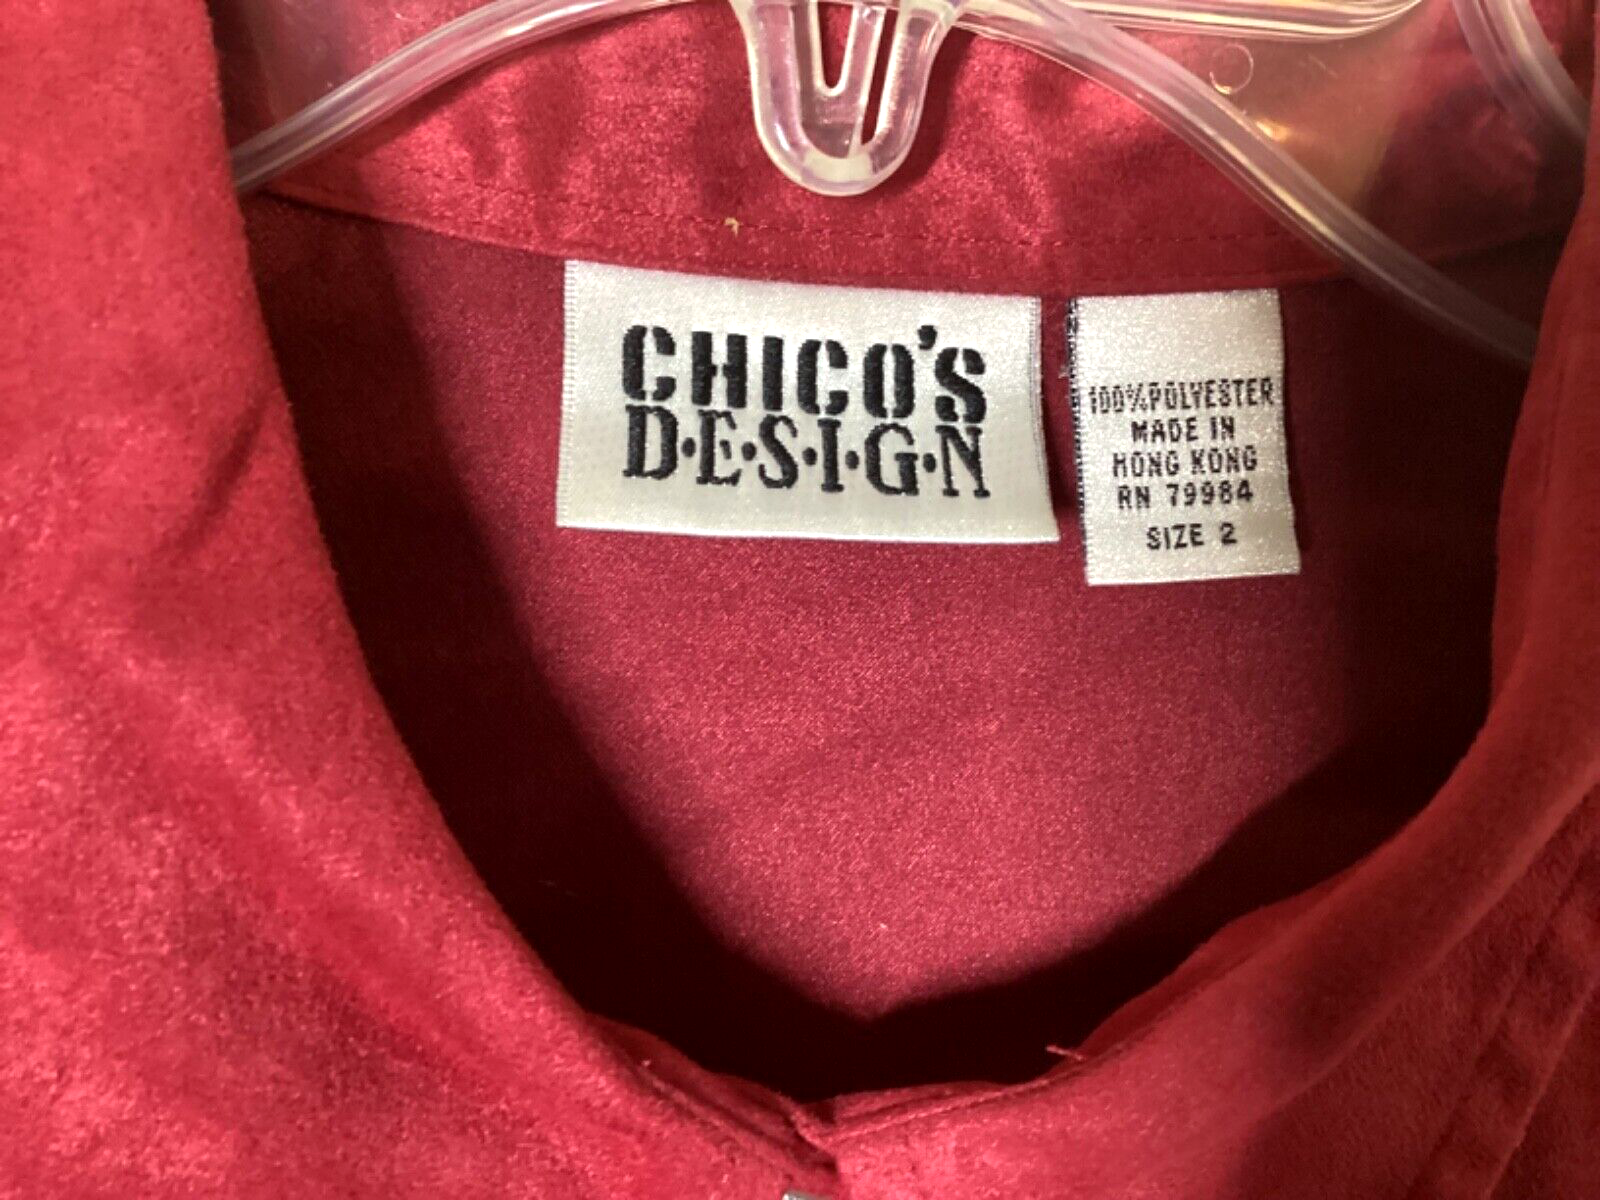 CHICO'S
D·E·S·I·G·N
100% POLYESTER
MADE IN
HONG KONG
RN 79984
SIZE 2